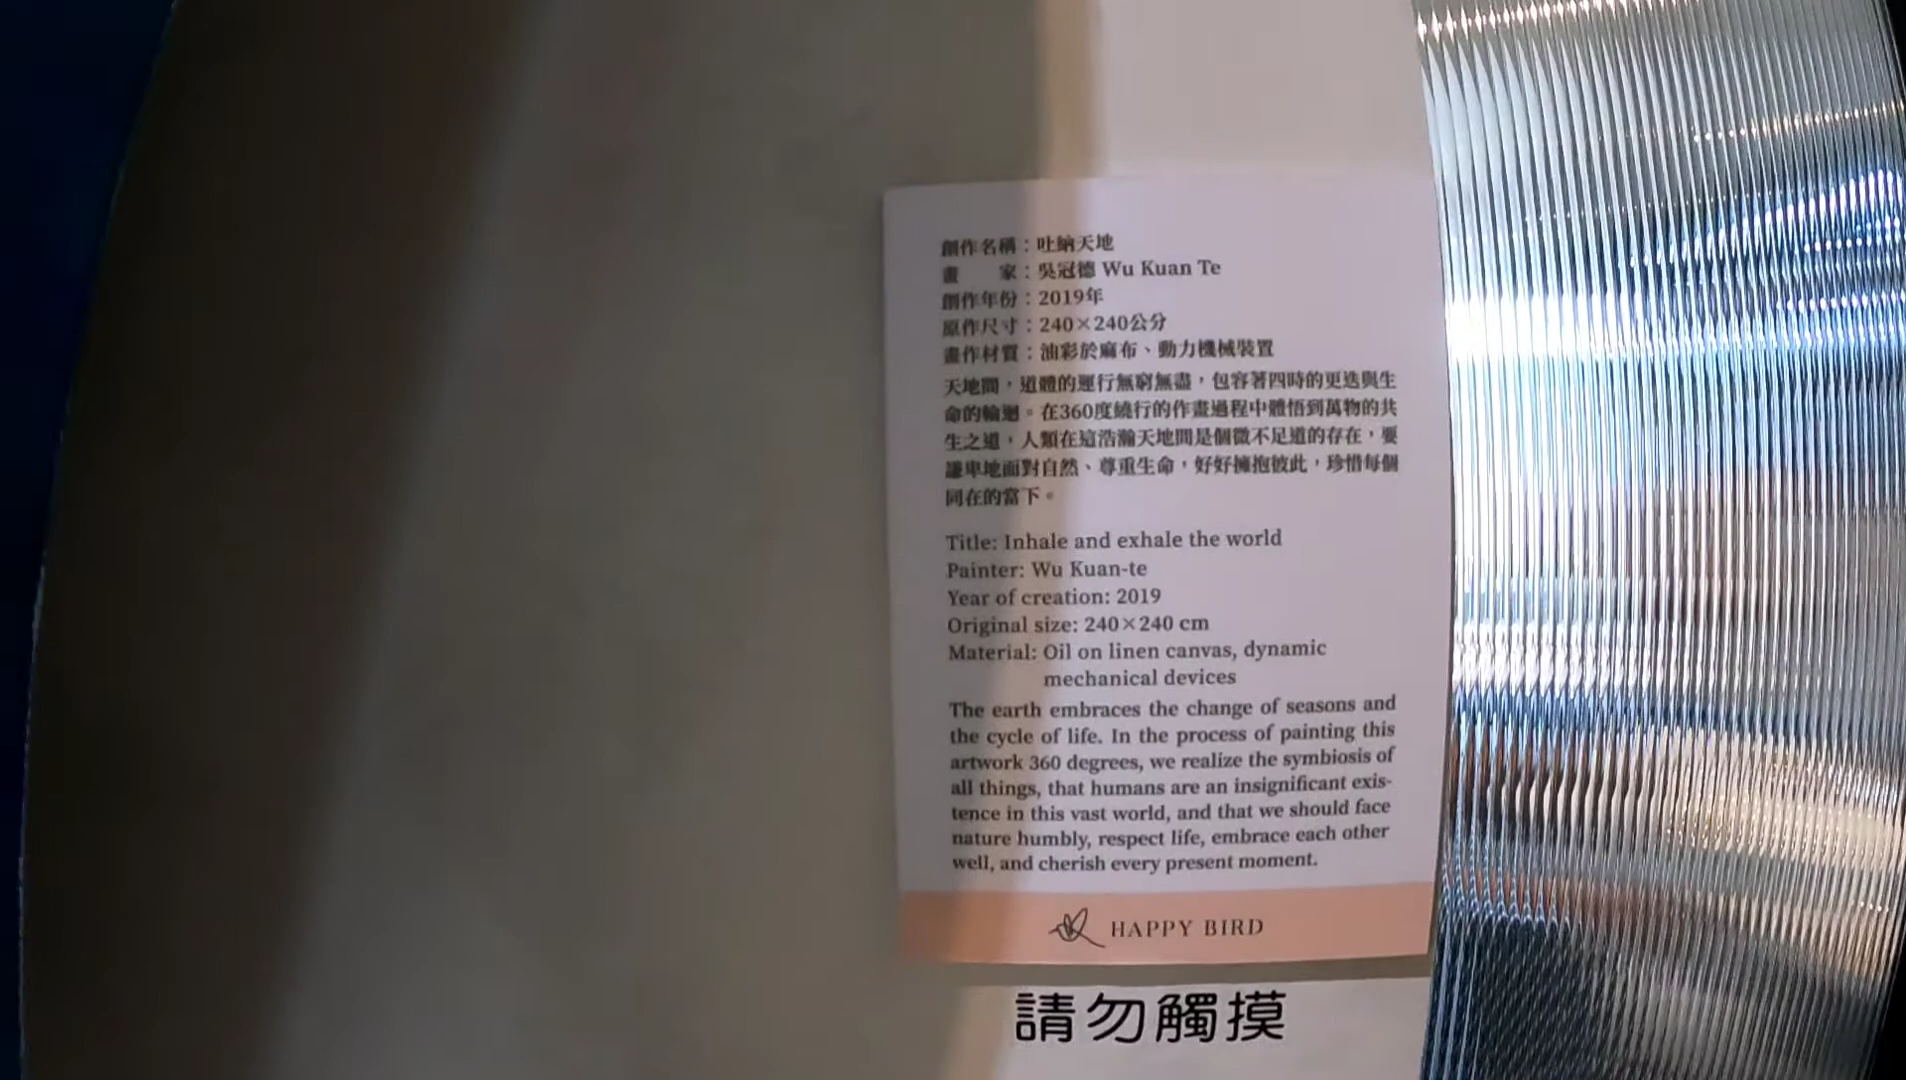 創作名稱：吐納天地
畫　　家：吳冠德 Wu Kuan Te
創作年份：2019年
原作尺寸：240×240公分
畫作材質：油彩於麻布、動力機械裝置
天地間，道體的運行無窮無盡，包容著四時的更迭與生
命的輪迴。在360度繞行的作畫過程中體悟到萬物的共
生之道，人類在這浩瀚天地間是個微不足道的存在，要
謙卑地面對自然、尊重生命，好好擁抱彼此，珍惜每個
同在的當下。
Title: Inhale and exhale the world
Painter: Wu Kuan-te
Year of creation: 2019
Original size: 240×240 cm
Material: Oil on linen canvas, dynamic
mechanical devices
The earth embraces the change of seasons and
the cycle of life. In the process of painting this
artwork 360 degrees, we realize the symbiosis of
all things, that humans are an insignificant exis-
tence in this vast world, and that we should face
nature humbly, respect life, embrace each other
well, and cherish every present moment.
HAPPY BIRD
請勿觸摸